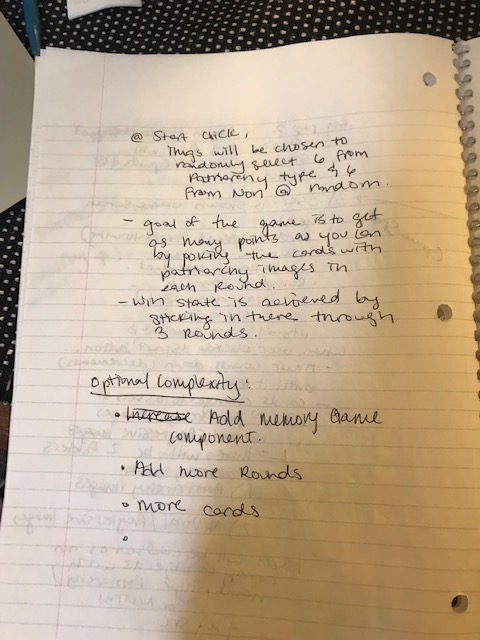 @ Start click,
Imgs will be chosen to
randomly select 6 from
Patriarchy type & 6
from Non @ random.
- goal of the game is to get
as many points as you can
by poking the cards with
patriarchy images in
each Round.
- Win state is achieved by
sticking in there through
3 Rounds.
Optional Complexity:
• Increase Add memory Game
component.
• Add more Rounds
• more cards
•